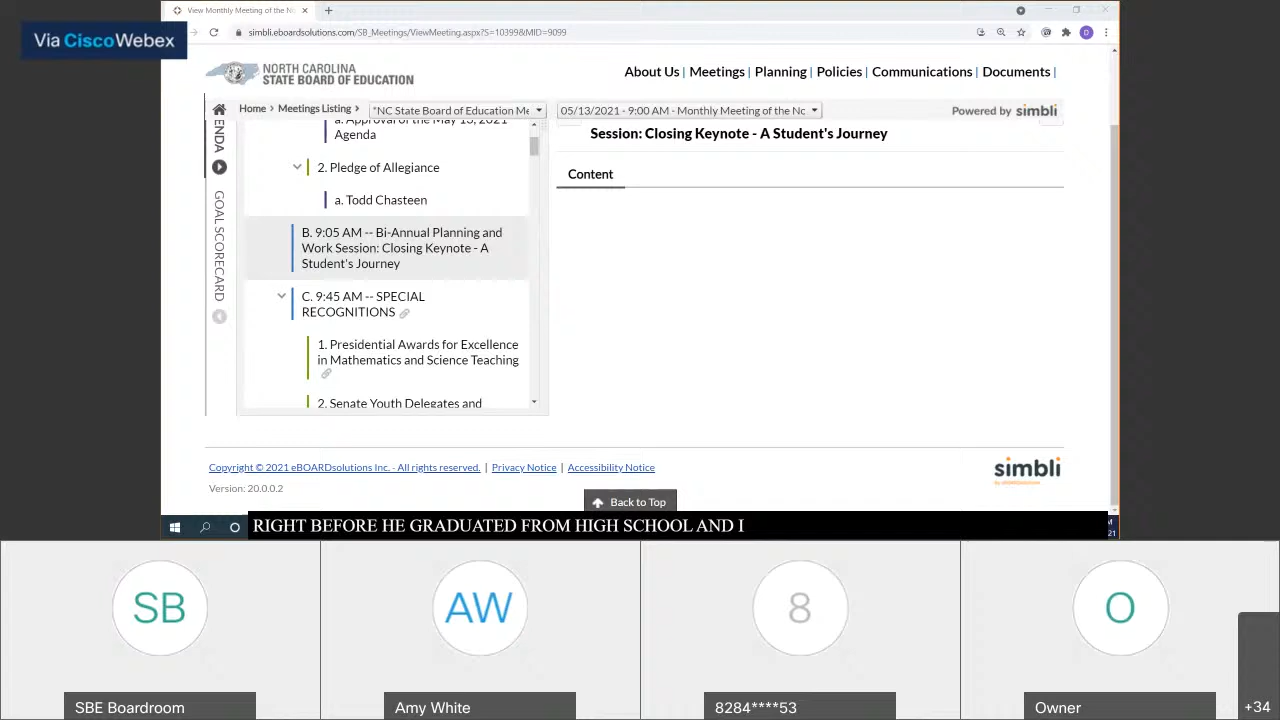 View Monthly Meeting of the No
Via Cisco Webex
simbli.eboardsolutions.com/SB_Meetings/ViewMeeting.aspx?S=10399&MID=9099
D
NORTH CAROLINA
STATE BOARD OF EDUCATION
About Us | Meetings | Planning | Policies | Communications | Documents |
Home › Meetings Listing ›
*NC State Board of Education Me
05/13/2021 - 9:00 AM - Monthly Meeting of the Nc
Powered by simbli
ENDA
GOAL SCORECARD
a. Approval of the May 13, 2021
Agenda
2. Pledge of Allegiance
a. Todd Chasteen
B. 9:05 AM -- Bi-Annual Planning and
Work Session: Closing Keynote - A
Student's Journey
C. 9:45 AM -- SPECIAL
RECOGNITIONS
1. Presidential Awards for Excellence
in Mathematics and Science Teaching
2. Senate Youth Delegates and
Session: Closing Keynote - A Student's Journey
Content
Copyright © 2021 eBOARDsolutions Inc. - All rights reserved. | Privacy Notice | Accessibility Notice
Version: 20.0.0.2
simbli
Back to Top
RIGHT BEFORE HE GRADUATED FROM HIGH SCHOOL AND I
M
21
SB
AW
8
O
SBE Boardroom
Amy White
8284****53
Owner
+34